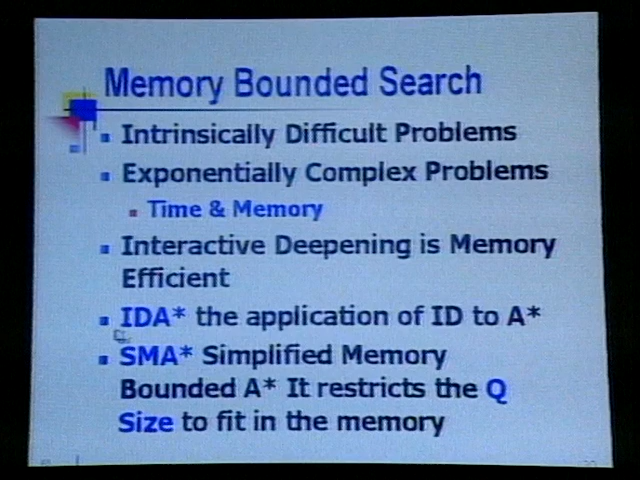 Memory Bounded Search
Intrinsically Difficult Problems
Exponentially Complex Problems
Time & Memory
Interactive Deepening is Memory
Efficient
IDA* the application of ID to A*
SMA* Simplified Memory
Bounded A* It restricts the Q
Size to fit in the memory